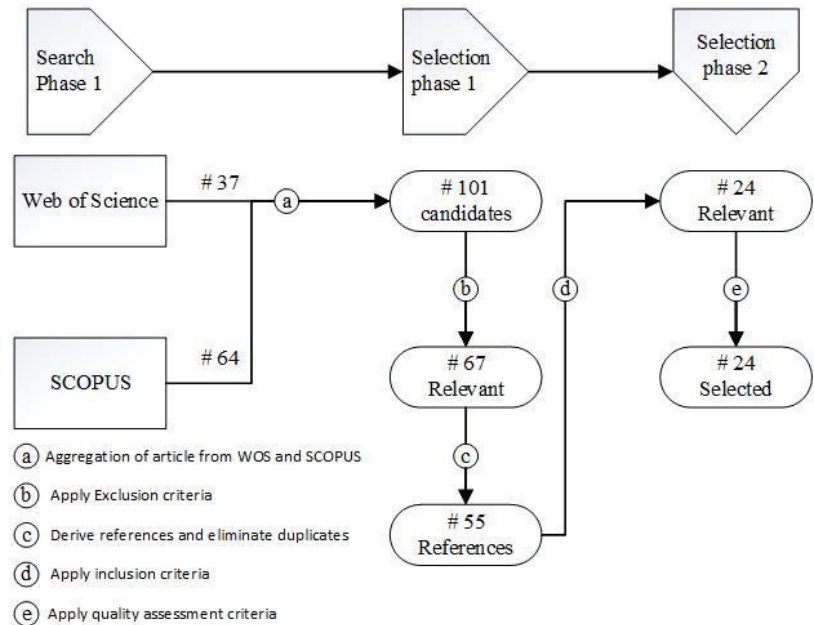 Search
Phase 1
Selection
phase 1
Selection
phase 2
Web of Science
# 37
a
# 101
candidates
# 24
Relevant
b
d
e
SCOPUS
# 64
# 67
Relevant
# 24
Selected
c
# 55
References
a Aggregation of article from WOS and SCOPUS
b Apply Exclusion criteria
c Derive references and eliminate duplicates
d Apply inclusion criteria
e Apply quality assessment criteria